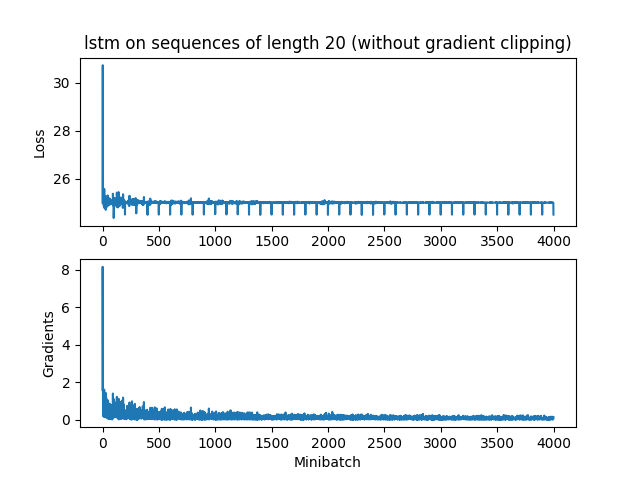 lstm on sequences of length 20 (without gradient clipping)
30
28
26
Loss
0 500 1000 1500 2000 2500 3000 3500 4000
8
6
4
2
0
Gradients
0 500 1000 1500 2000 2500 3000 3500 4000
Minibatch